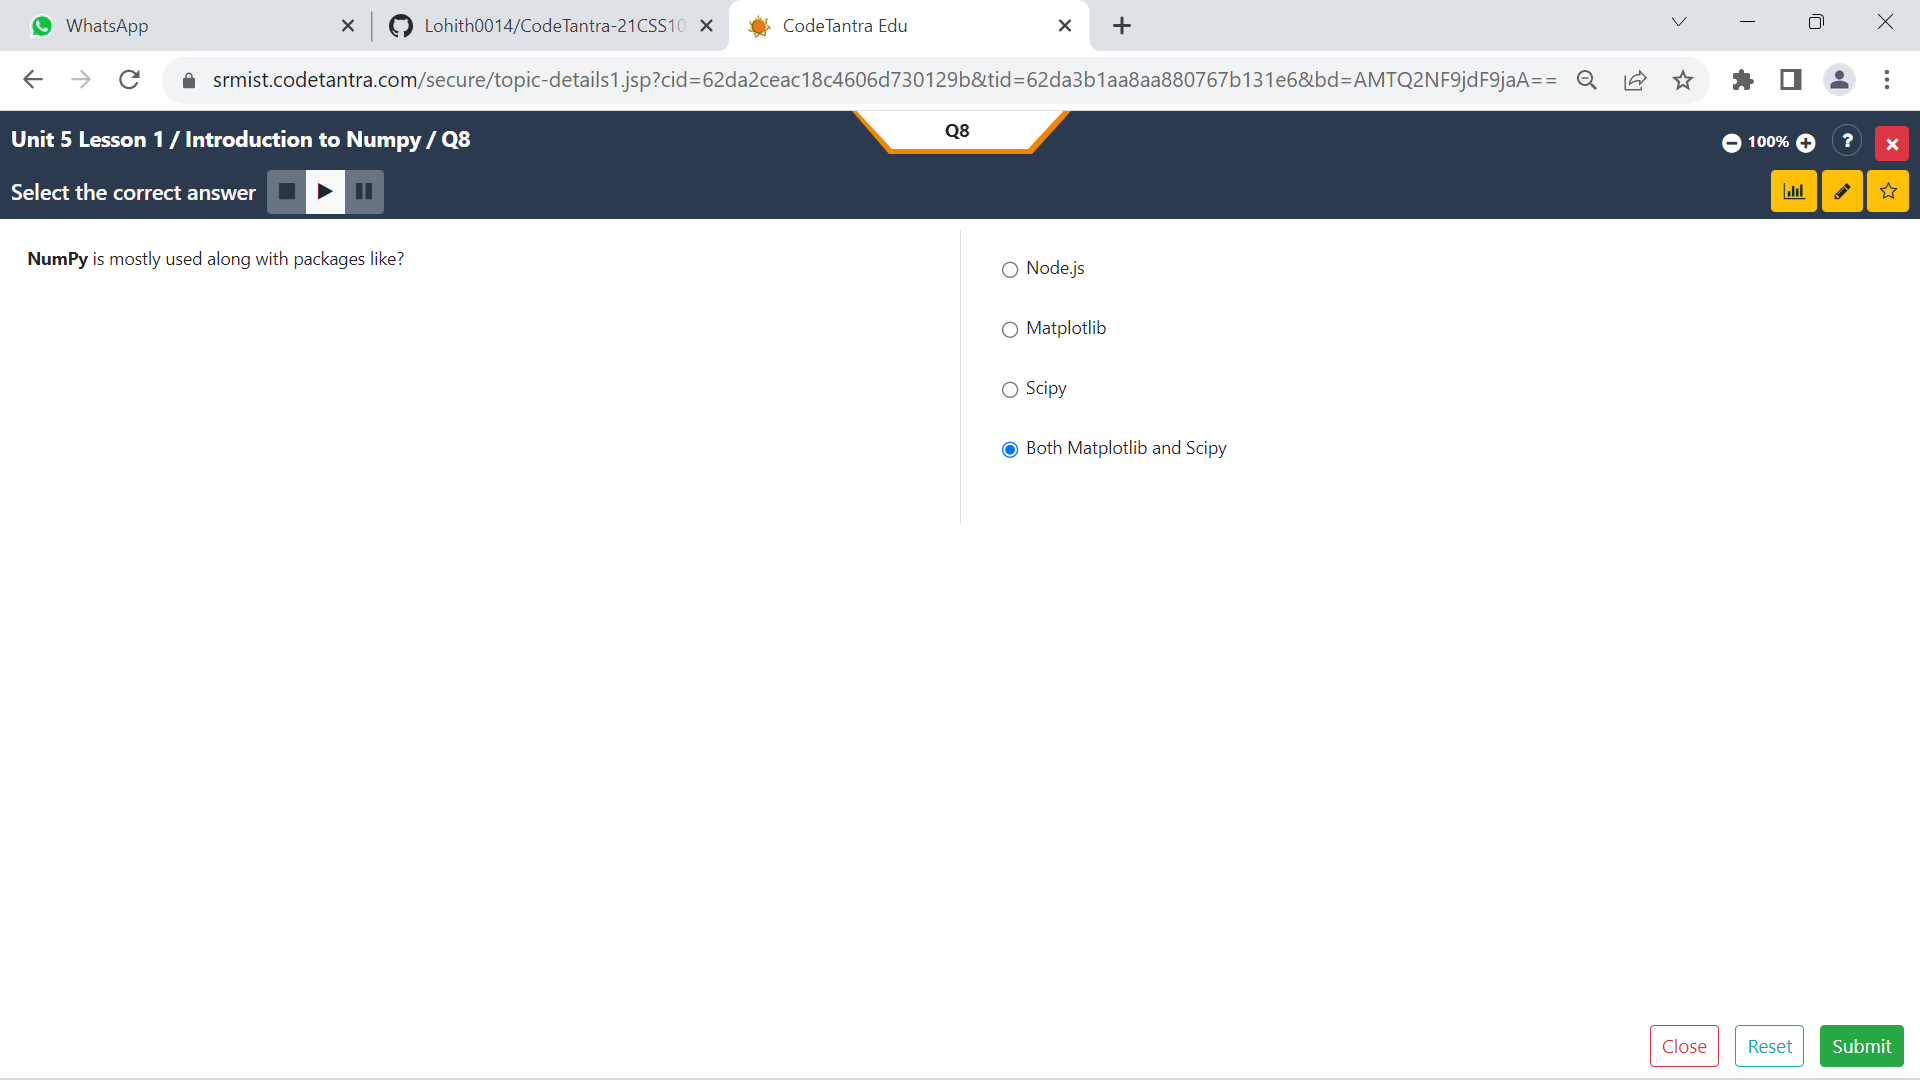 WhatsApp
Lohith0014/CodeTantra-21CSS10
CodeTantra Edu
srmist.codetantra.com/secure/topic-details1.jsp?cid=62da2ceac18c4606d730129b&tid=62da3b1aa8aa880767b131e6&bd=AMTQ2NF9jdF9jaA==
Unit 5 Lesson 1 / Introduction to Numpy / Q8
Q8
100%
?
Select the correct answer
NumPy is mostly used along with packages like?
Node.js
Matplotlib
Scipy
Both Matplotlib and Scipy
Close
Reset
Submit